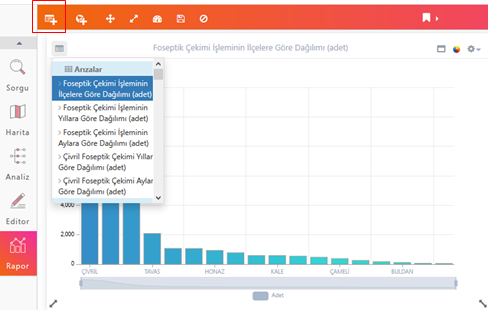 Foseptik Çekimi İşleminin İlçelere Göre Dağılımı (adet)
Sorgu
Harita
Analiz
Editor
Rapor
Arızalar
> Foseptik Çekimi İşleminin
İlçelere Göre Dağılımı (adet)
> Foseptik Çekimi İşleminin
Yıllara Göre Dağılımı (adet)
> Foseptik Çekimi İşleminin
Aylara Göre Dağılımı (adet)
> Çivril Foseptik Çekimi Yıllar
Göre Dağılımı (adet)
> Çivril Foseptik Çekimi Aylar
Göre Dağılımı (adet)
4,000
2,000
0
ÇİVRİL
TAVAS
HONAZ
KALE
ÇAMELİ
BULDAN
Adet